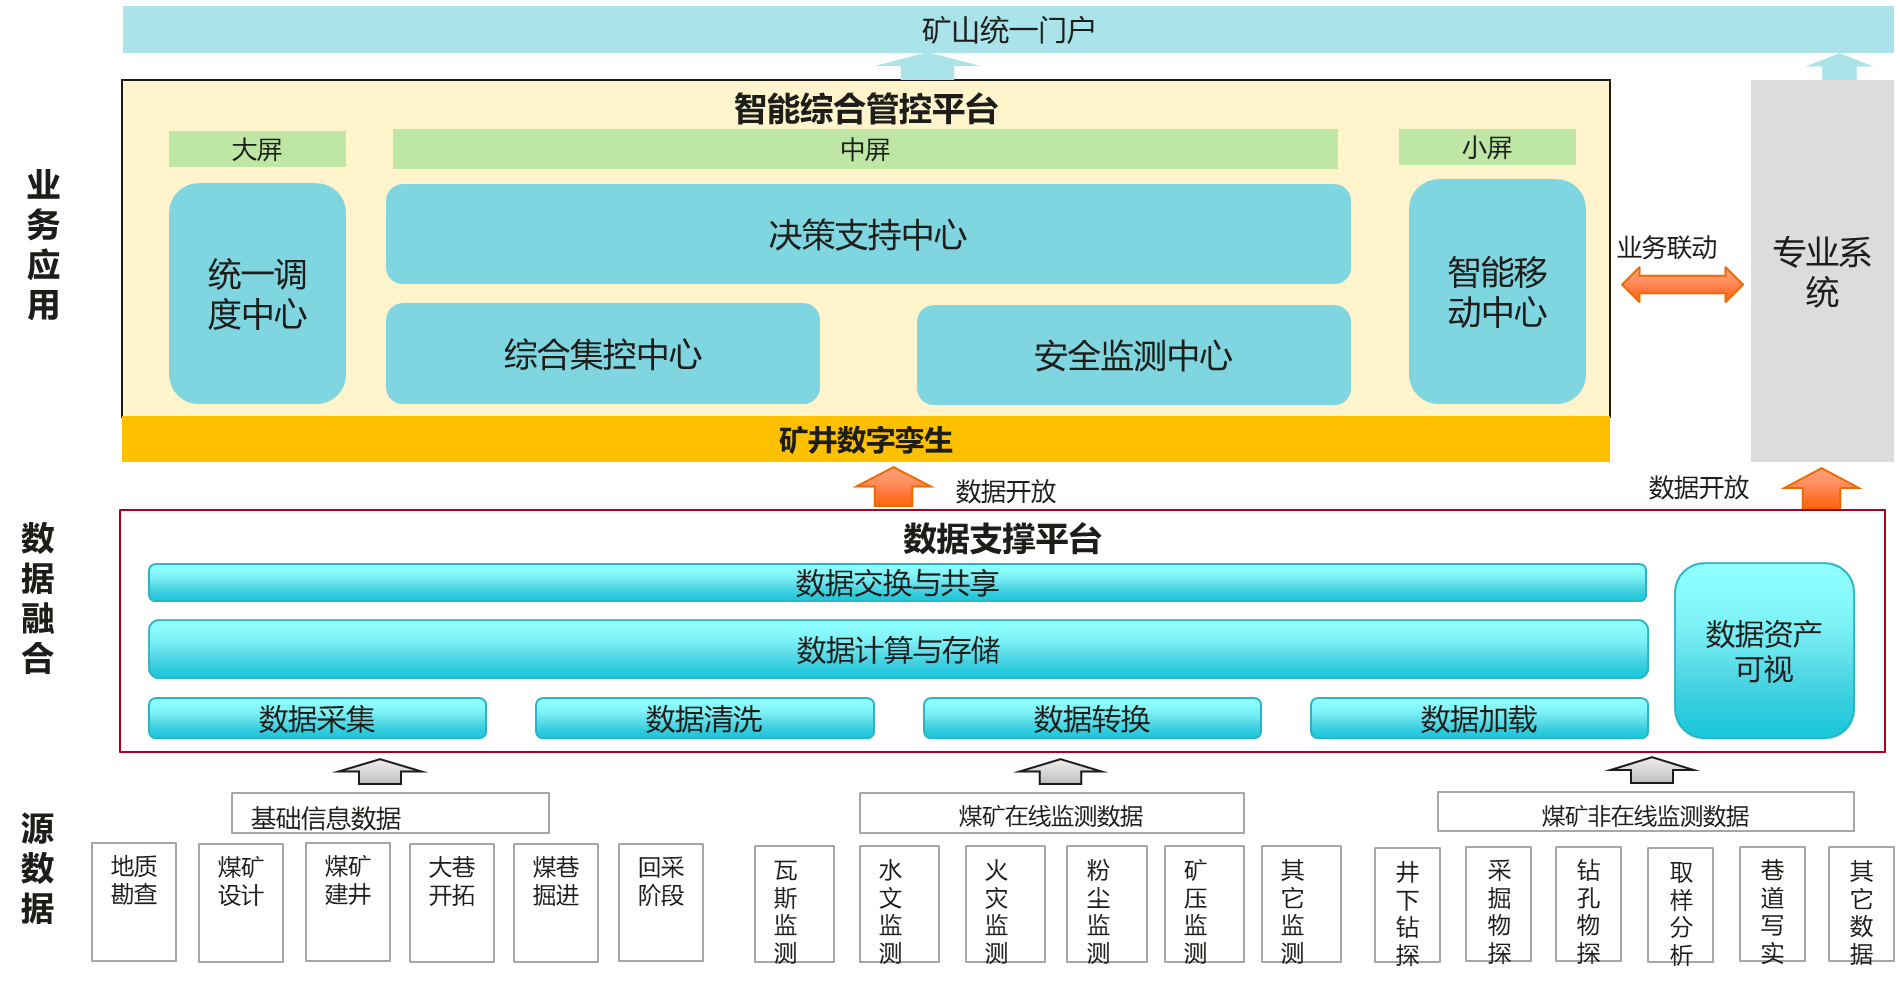 矿山统一门户
业
务
应
用
智能综合管控平台
大屏
中屏
小屏
统一调
度中心
决策支持中心
综合集控中心
安全监测中心
智能移
动中心
矿井数字孪生
业务联动
专业系
统
数据开放
数据开放
数
据
融
合
数据支撑平台
数据交换与共享
数据计算与存储
数据采集
数据清洗
数据转换
数据加载
数据资产
可视
源
数
据
基础信息数据
地质
勘查
煤矿
设计
煤矿
建井
大巷
开拓
煤巷
掘进
回采
阶段
煤矿在线监测数据
瓦
斯
监
测
水
文
监
测
火
灾
监
测
粉
尘
监
测
矿
压
监
测
其
它
监
测
煤矿非在线监测数据
井
下
钻
探
采
掘
物
探
钻
孔
物
探
取
样
分
析
巷
道
写
实
其
它
数
据